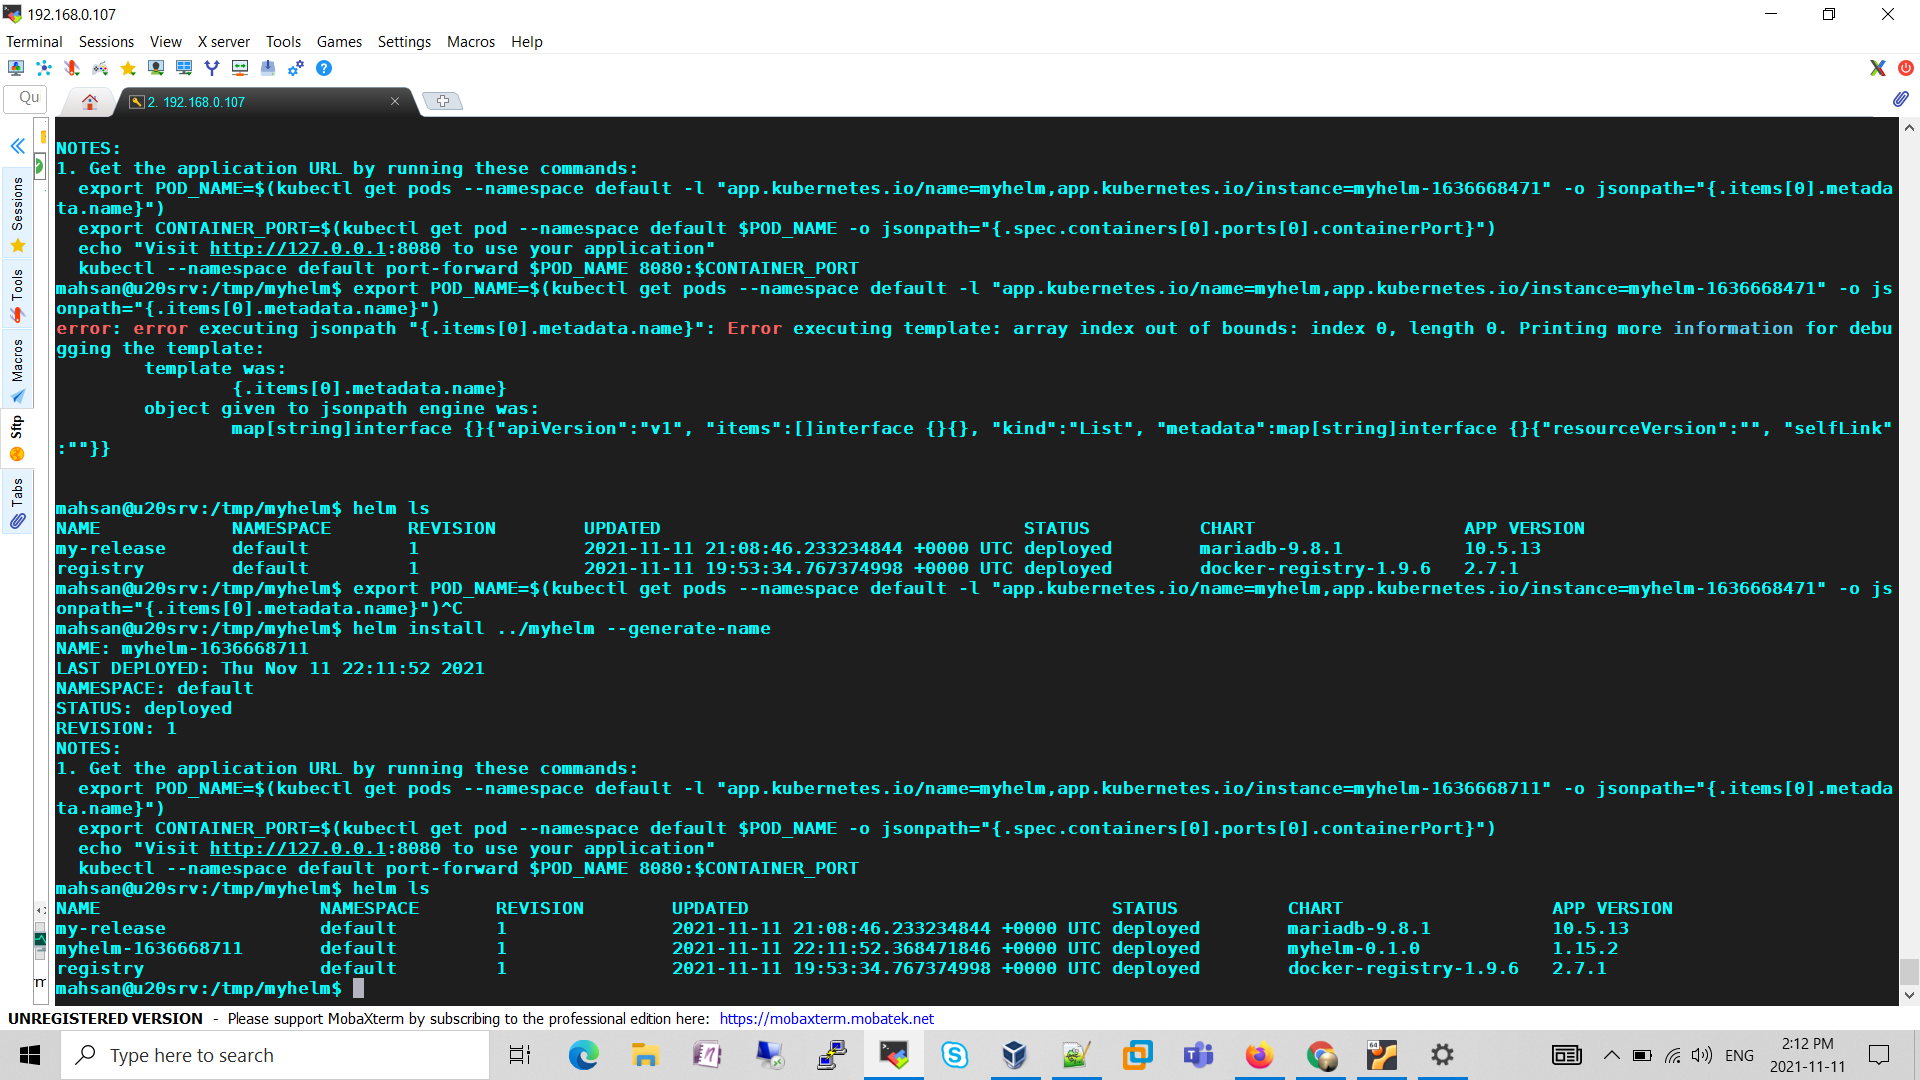 192.168.0.107
Terminal Sessions View X server Tools Games Settings Macros Help
Qu
2. 192.168.0.107
Sessions
Tools
Macros
Sftp
Tabs
NOTES:
1. Get the application URL by running these commands:
  export POD_NAME=$(kubectl get pods --namespace default -l "app.kubernetes.io/name=myhelm,app.kubernetes.io/instance=myhelm-1636668471" -o jsonpath="{.items[0].metada
ta.name}")
  export CONTAINER_PORT=$(kubectl get pod --namespace default $POD_NAME -o jsonpath="{.spec.containers[0].ports[0].containerPort}")
  echo "Visit http://127.0.0.1:8080 to use your application"
  kubectl --namespace default port-forward $POD_NAME 8080:$CONTAINER_PORT
mahsan@u20srv:/tmp/myhelm$ export POD_NAME=$(kubectl get pods --namespace default -l "app.kubernetes.io/name=myhelm,app.kubernetes.io/instance=myhelm-1636668471" -o js
onpath="{.items[0].metadata.name}")
error: error executing jsonpath "{.items[0].metadata.name}": Error executing template: array index out of bounds: index 0, length 0. Printing more information for debu
gging the template:
        template was:
                {.items[0].metadata.name}
        object given to jsonpath engine was:
                map[string]interface {}{"apiVersion":"v1", "items":[]interface {}{}, "kind":"List", "metadata":map[string]interface {}{"resourceVersion":"", "selfLink"
:""}}
mahsan@u20srv:/tmp/myhelm$ helm ls
NAME NAMESPACE REVISION UPDATED STATUS CHART APP VERSION
my-release default 1 2021-11-11 21:08:46.233234844 +0000 UTC deployed mariadb-9.8.1 10.5.13
registry default 1 2021-11-11 19:53:34.767374998 +0000 UTC deployed docker-registry-1.9.6 2.7.1
mahsan@u20srv:/tmp/myhelm$ export POD_NAME=$(kubectl get pods --namespace default -l "app.kubernetes.io/name=myhelm,app.kubernetes.io/instance=myhelm-1636668471" -o js
onpath="{.items[0].metadata.name}")^C
mahsan@u20srv:/tmp/myhelm$ helm install ../myhelm --generate-name
NAME: myhelm-1636668711
LAST DEPLOYED: Thu Nov 11 22:11:52 2021
NAMESPACE: default
STATUS: deployed
REVISION: 1
NOTES:
1. Get the application URL by running these commands:
  export POD_NAME=$(kubectl get pods --namespace default -l "app.kubernetes.io/name=myhelm,app.kubernetes.io/instance=myhelm-1636668711" -o jsonpath="{.items[0].metada
ta.name}")
  export CONTAINER_PORT=$(kubectl get pod --namespace default $POD_NAME -o jsonpath="{.spec.containers[0].ports[0].containerPort}")
  echo "Visit http://127.0.0.1:8080 to use your application"
  kubectl --namespace default port-forward $POD_NAME 8080:$CONTAINER_PORT
mahsan@u20srv:/tmp/myhelm$ helm ls
NAME NAMESPACE REVISION UPDATED STATUS CHART APP VERSION
my-release default 1 2021-11-11 21:08:46.233234844 +0000 UTC deployed mariadb-9.8.1 10.5.13
myhelm-1636668711 default 1 2021-11-11 22:11:52.368471846 +0000 UTC deployed myhelm-0.1.0 1.15.2
registry default 1 2021-11-11 19:53:34.767374998 +0000 UTC deployed docker-registry-1.9.6 2.7.1
mahsan@u20srv:/tmp/myhelm$
UNREGISTERED VERSION - Please support MobaXterm by subscribing to the professional edition here: https://mobaxterm.mobatek.net
Type here to search
ENG
2:12 PM
2021-11-11